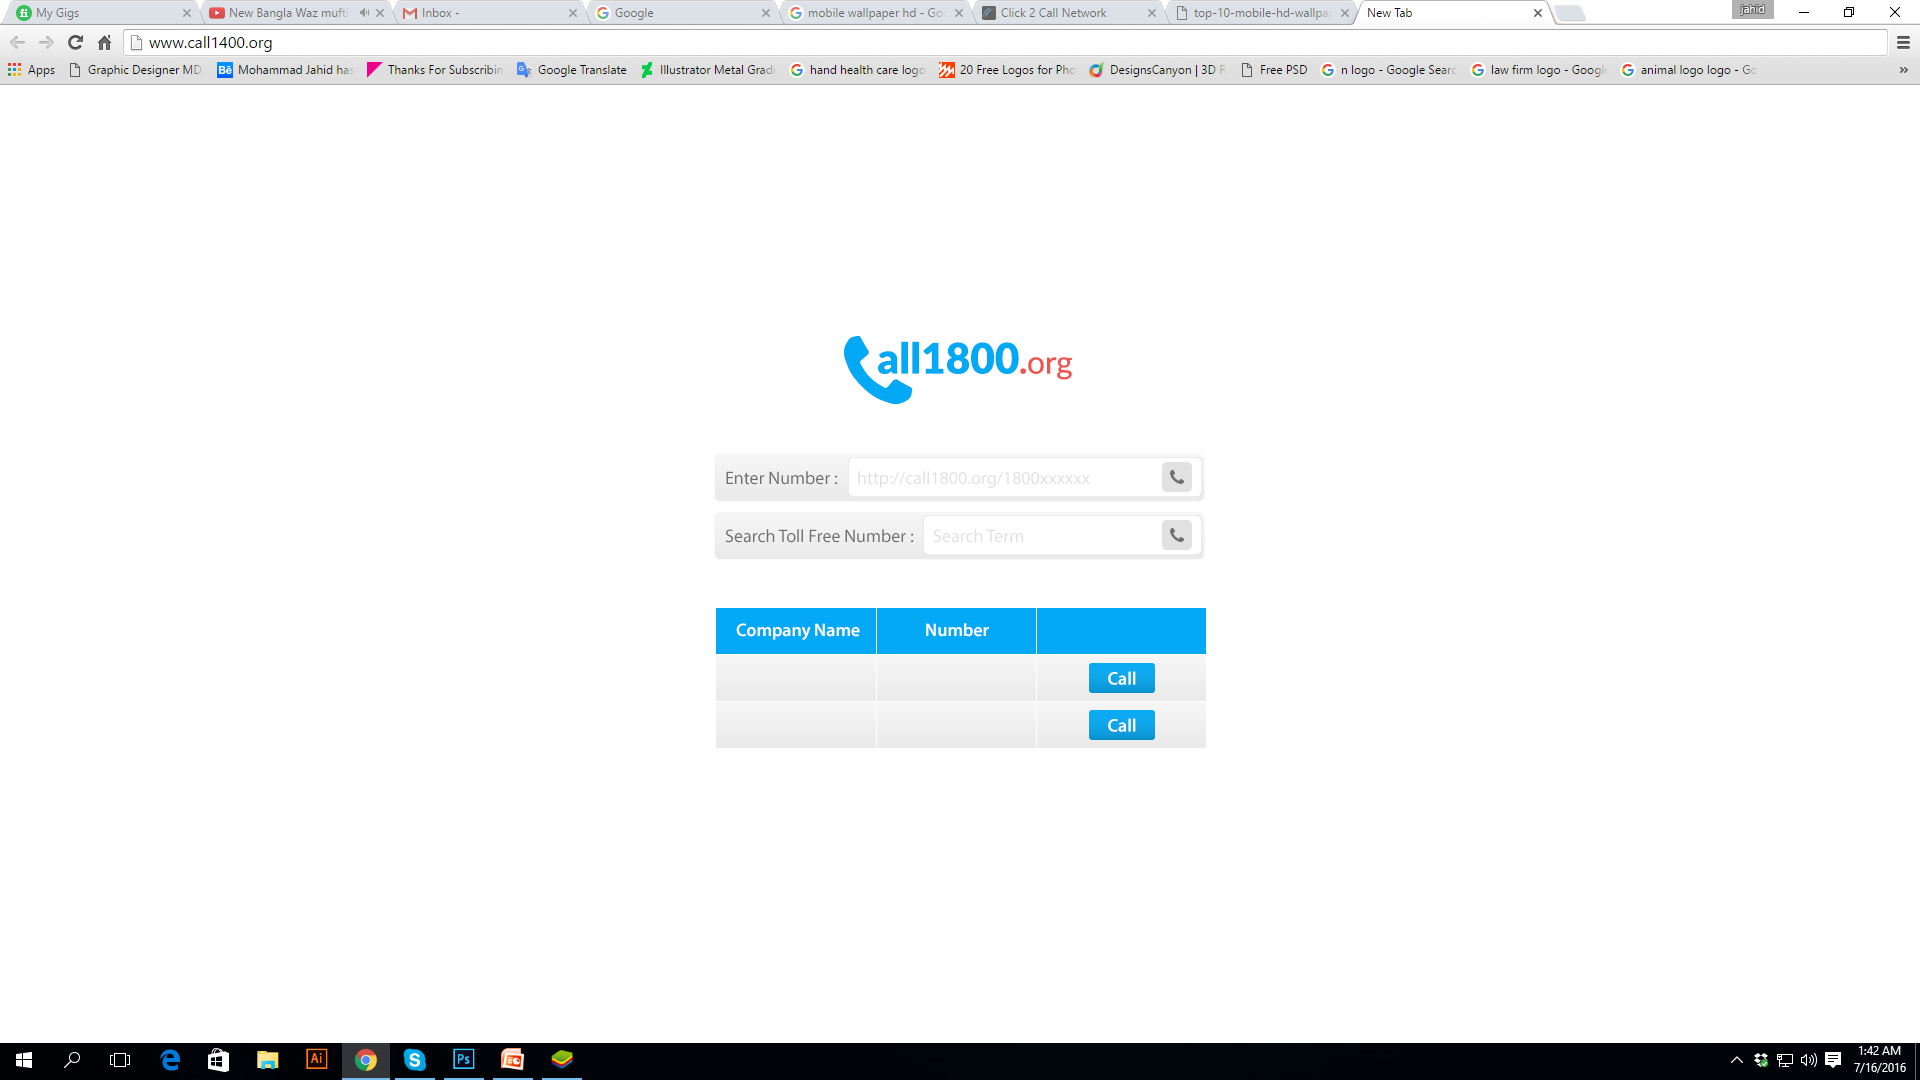 My Gigs
New Bangla Waz mufti
Inbox -
Google
mobile wallpaper hd - Go
Click 2 Call Network
top-10-mobile-hd-wallpa
New Tab
jahid
www.call1400.org
Apps
Graphic Designer MD
Bē Mohammad Jahid has
Thanks For Subscribin
Google Translate
Illustrator Metal Gradi
hand health care logo
20 Free Logos for Pho
DesignsCanyon | 3D R
Free PSD
n logo - Google Searc
law firm logo - Googl
animal logo logo - Go
»
all1800.org
Enter Number : http://call1800.org/1800xxxxxx
Search Toll Free Number : Search Term
Company Name Number
Call
Call
Ai
Ps
1:42 AM
7/16/2016